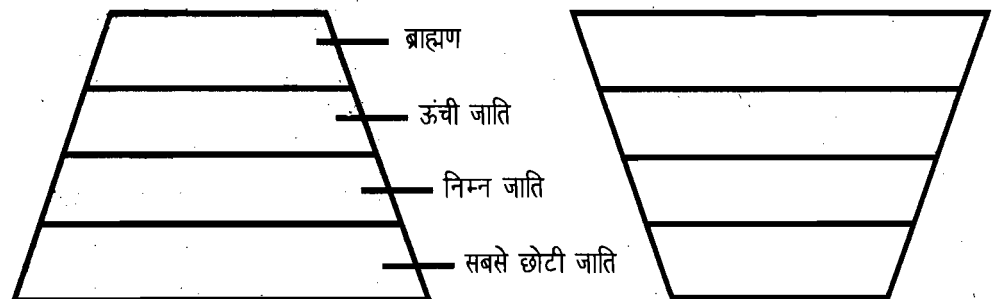 ब्राह्मण
ऊंची जाति
निम्न जाति
सबसे छोटी जाति